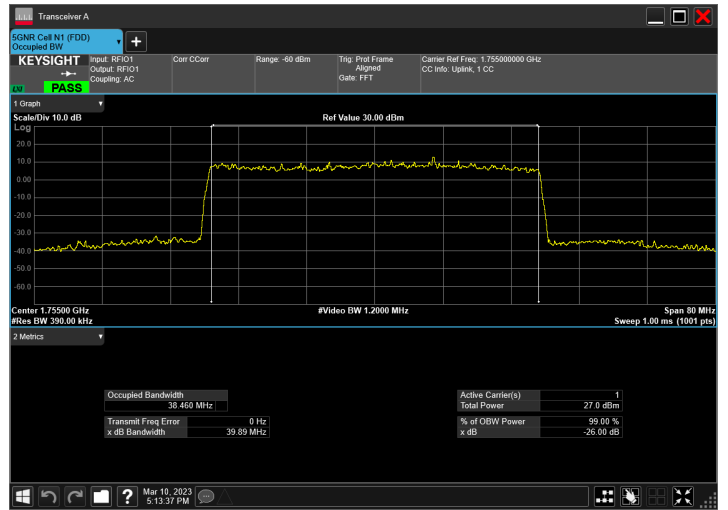 Transceiver A
5GNR Cell N1 (FDD)
Occupied BW
KEYSIGHT
LXI
PASS
Input: RFIO1
Output: RFIO1
Coupling: AC
Corr CCorr
Range: -60 dBm
Trig: Prot Frame
Aligned
Gate: FFT
Carrier Ref Freq: 1.755000000 GHz
CC Info: Uplink, 1 CC
1 Graph
Scale/Div 10.0 dB
Ref Value 30.00 dBm
Log
20.0
10.0
0.00
-10.0
-20.0
-30.0
-40.0
-50.0
-60.0
Center 1.75500 GHz
#Video BW 1.2000 MHz
Span 80 MHz
#Res BW 390.00 kHz
Sweep 1.00 ms (1001 pts)
2 Metrics
Occupied Bandwidth
38.460 MHz
Transmit Freq Error 0 Hz
x dB Bandwidth 39.89 MHz
Active Carrier(s) 1
Total Power 27.0 dBm
% of OBW Power 99.00 %
x dB -26.00 dB
Mar 10, 2023
5:13:37 PM